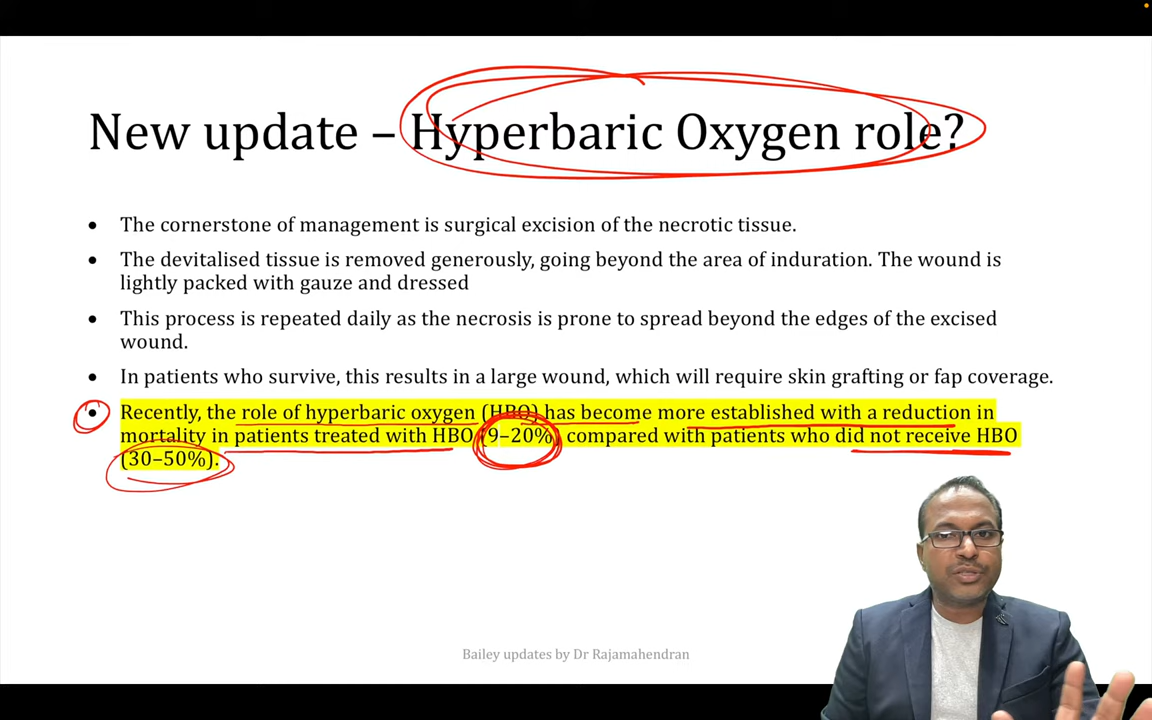 New update – Hyperbaric Oxygen role?
• The cornerstone of management is surgical excision of the necrotic tissue.
• The devitalised tissue is removed generously, going beyond the area of induration. The wound is
lightly packed with gauze and dressed
• This process is repeated daily as the necrosis is prone to spread beyond the edges of the excised
wound.
• In patients who survive, this results in a large wound, which will require skin grafting or fap coverage.
• Recently, the role of hyperbaric oxygen (HBO) has become more established with a reduction in
mortality in patients treated with HBO (9–20%) compared with patients who did not receive HBO
(30–50%).
Bailey updates by Dr Rajamahendran